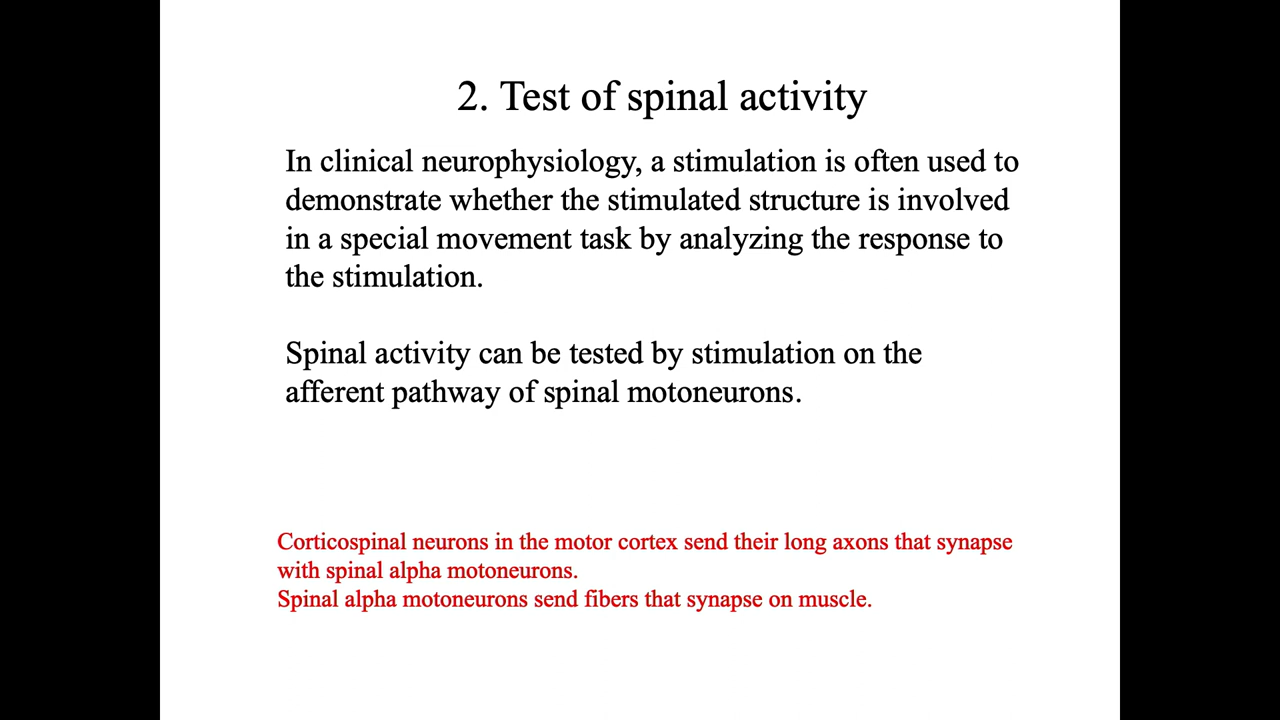 2. Test of spinal activity
In clinical neurophysiology, a stimulation is often used to
demonstrate whether the stimulated structure is involved
in a special movement task by analyzing the response to
the stimulation.
Spinal activity can be tested by stimulation on the
afferent pathway of spinal motoneurons.
Corticospinal neurons in the motor cortex send their long axons that synapse
with spinal alpha motoneurons.
Spinal alpha motoneurons send fibers that synapse on muscle.